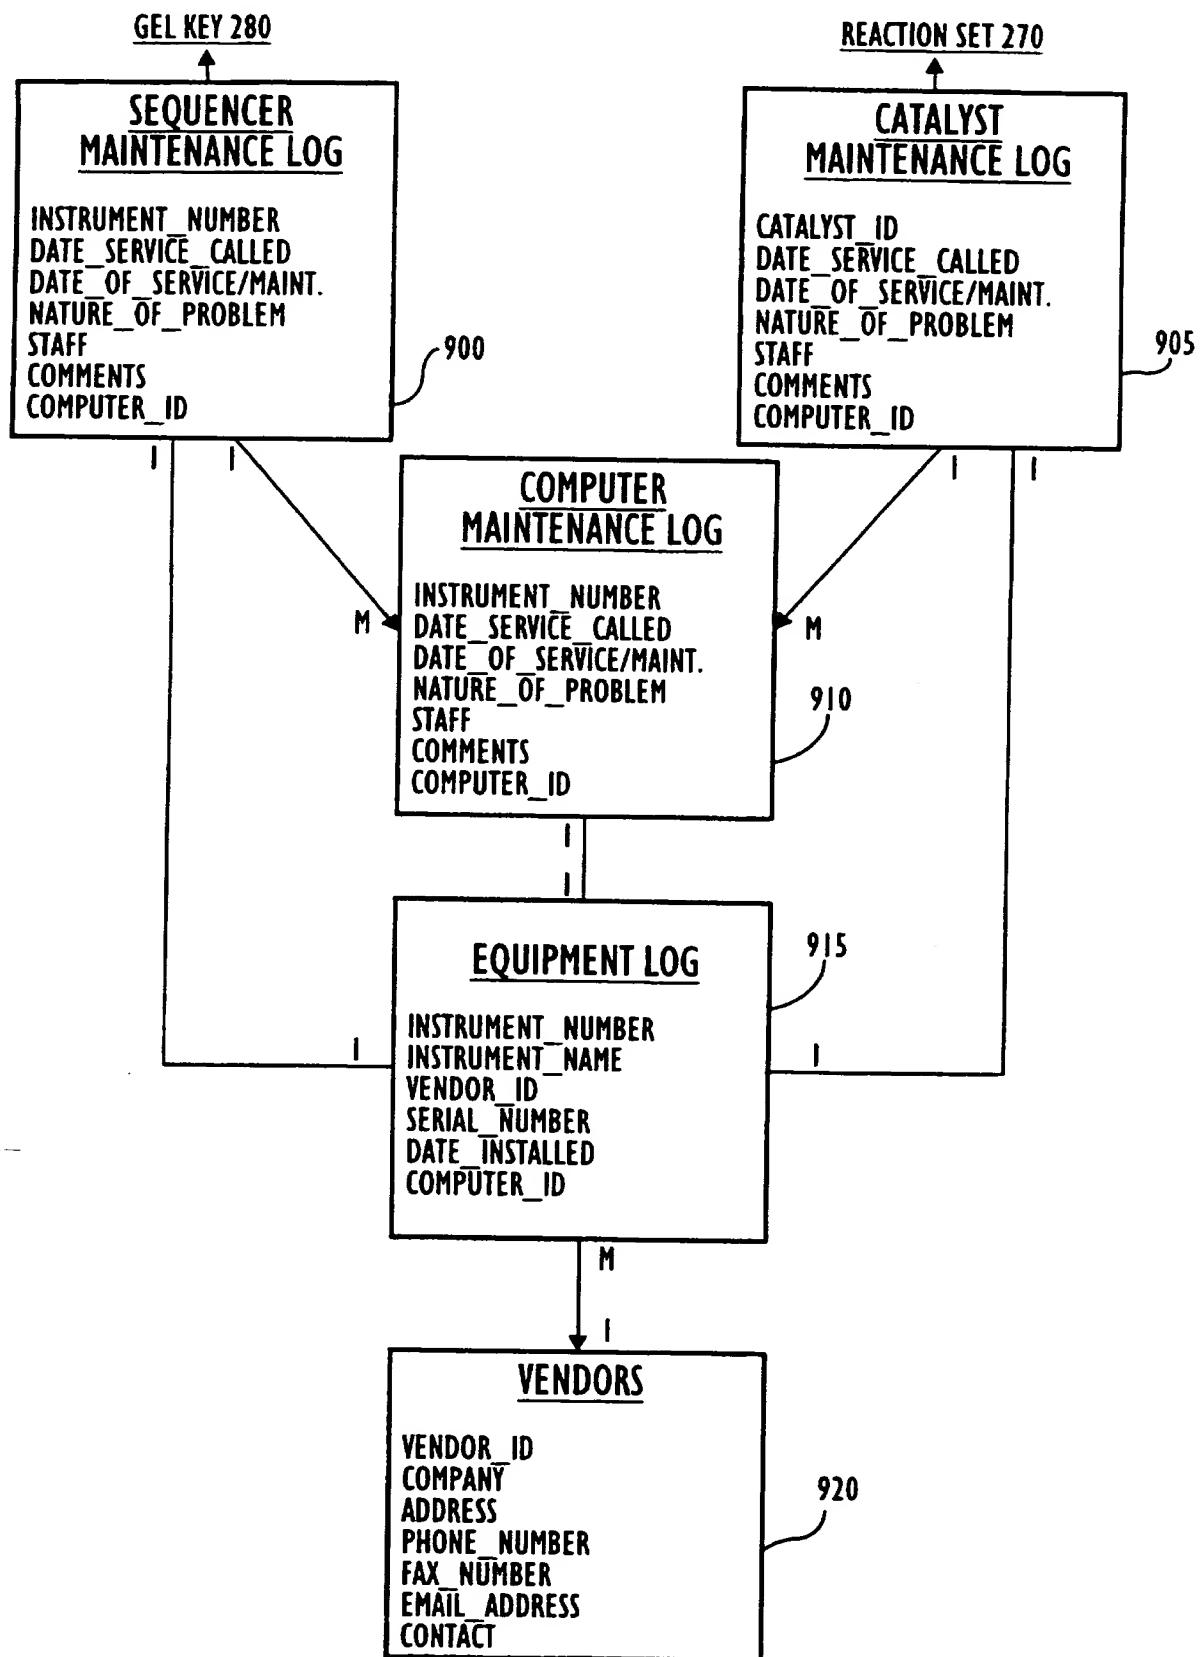 GEL KEY 280
REACTION SET 270
SEQUENCER
MAINTENANCE LOG
INSTRUMENT_NUMBER
DATE_SERVICE_CALLED
DATE_OF_SERVICE/MAINT.
NATURE_OF_PROBLEM
STAFF
COMMENTS
COMPUTER_ID
900
CATALYST
MAINTENANCE LOG
CATALYST_ID
DATE_SERVICE_CALLED
DATE_OF_SERVICE/MAINT.
NATURE_OF_PROBLEM
STAFF
COMMENTS
COMPUTER_ID
905
1 1
1 1
COMPUTER
MAINTENANCE LOG
INSTRUMENT_NUMBER
DATE_SERVICE_CALLED
DATE_OF_SERVICE/MAINT.
NATURE_OF_PROBLEM
STAFF
COMMENTS
COMPUTER_ID
M
M
910
1
1
EQUIPMENT LOG
INSTRUMENT_NUMBER
INSTRUMENT_NAME
VENDOR_ID
SERIAL_NUMBER
DATE_INSTALLED
COMPUTER_ID
915
1
1
M
1
VENDORS
VENDOR_ID
COMPANY
ADDRESS
PHONE_NUMBER
FAX_NUMBER
EMAIL_ADDRESS
CONTACT
920